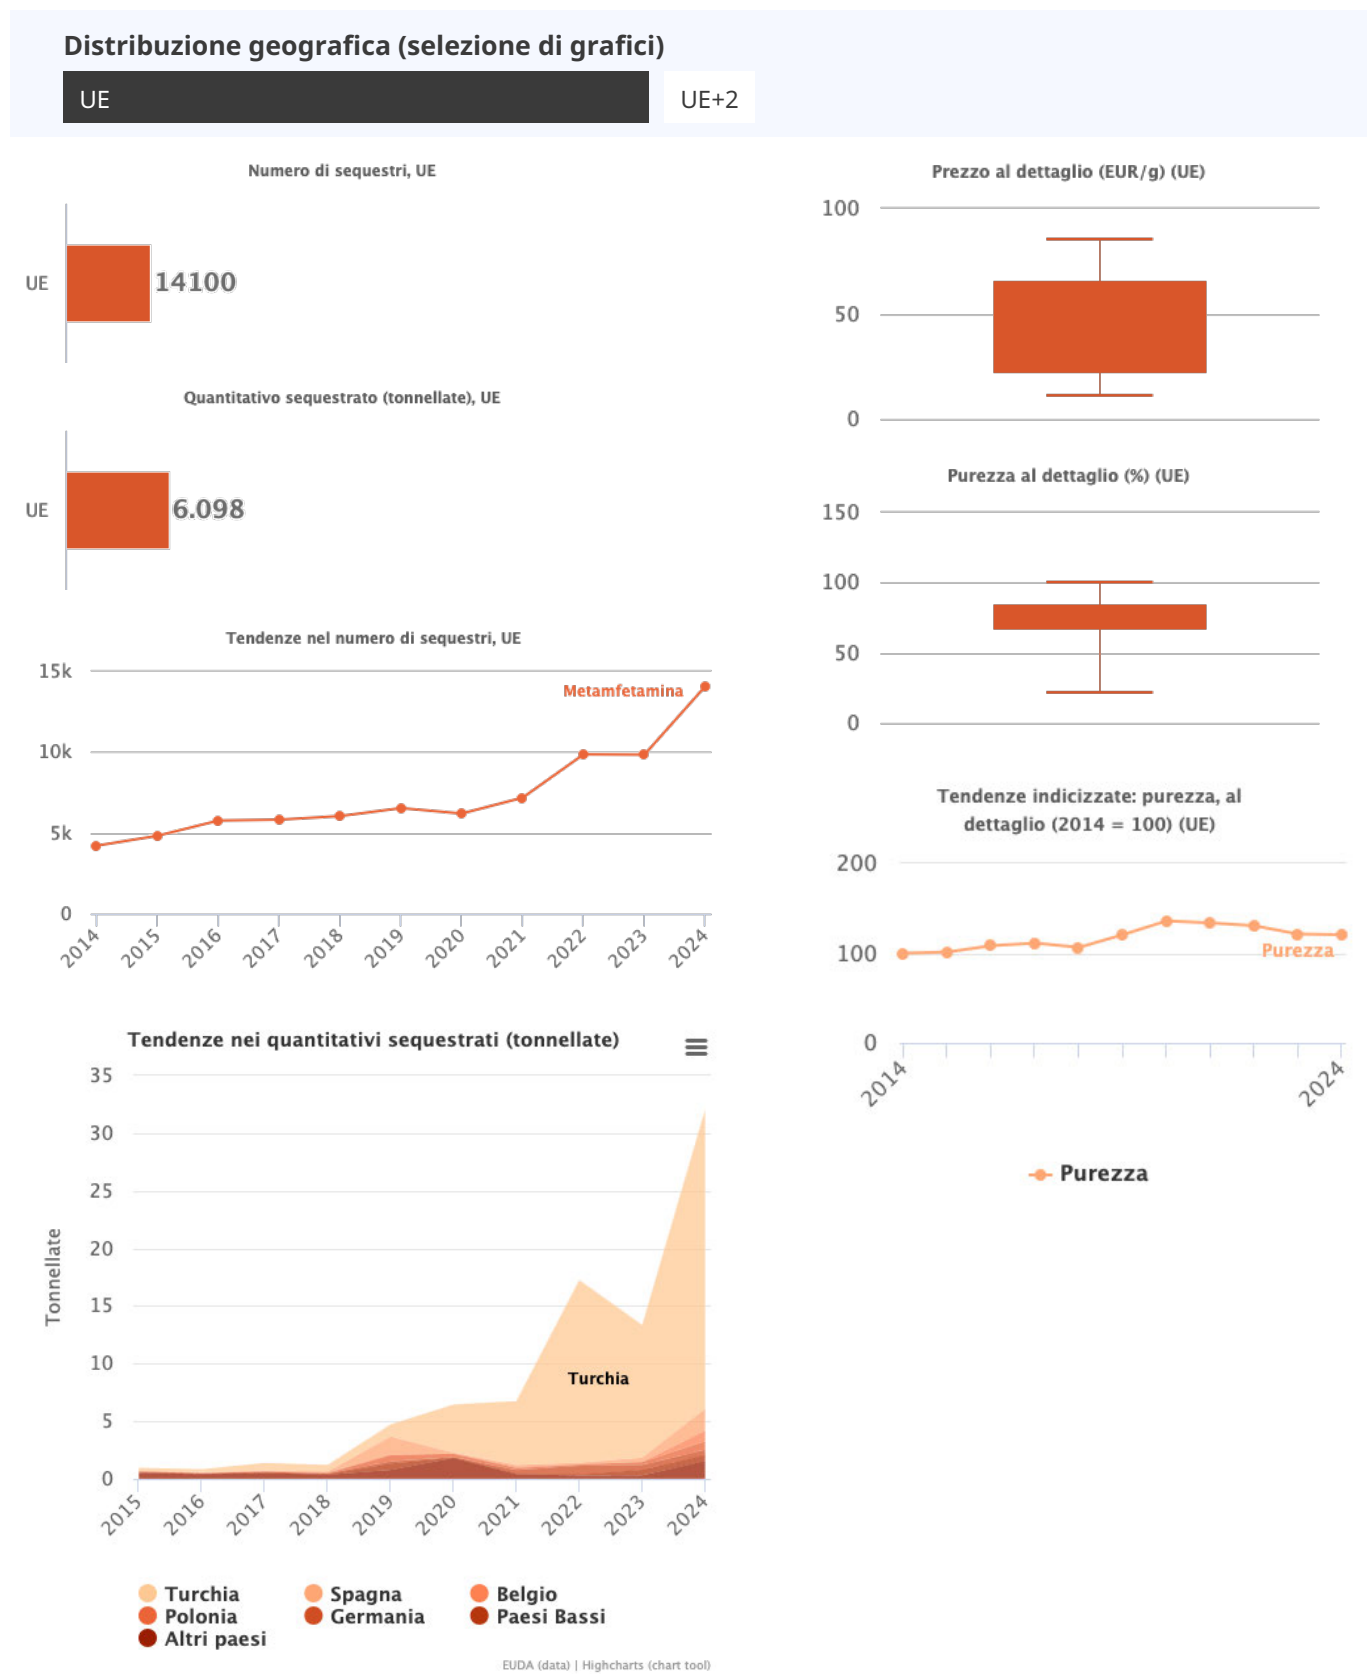 Distribuzione geografica (selezione di grafici)
UE
UE+2
Numero di sequestri, UE
UE
14100
Quantitativo sequestrato (tonnellate), UE
UE
6.098
Tendenze nel numero di sequestri, UE
15k
10k
5k
0
Metamfetamina
2014
2015
2016
2017
2018
2019
2020
2021
2022
2023
2024
Tendenze nei quantitativi sequestrati (tonnellate)
Tonnellate
35
30
25
20
15
10
5
0
Turchia
2015
2016
2017
2018
2019
2020
2021
2022
2023
2024
Turchia
Spagna
Belgio
Polonia
Germania
Paesi Bassi
Altri paesi
EUDA (data) | Highcharts (chart tool)
Prezzo al dettaglio (EUR/g) (UE)
100
50
0
Purezza al dettaglio (%) (UE)
150
100
50
0
Tendenze indicizzate: purezza, al
dettaglio (2014 = 100) (UE)
200
100
0
Purezza
2014
2024
Purezza